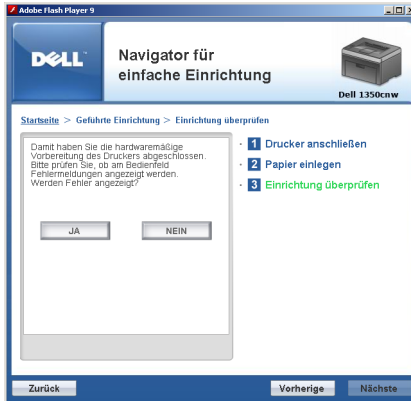 Adobe Flash Player 9
DELL™
Navigator für
einfache Einrichtung
Dell 1350cnw
Startseite > Geführte Einrichtung > Einrichtung überprüfen
Damit haben Sie die hardwaremäßige
Vorbereitung des Druckers abgeschlossen.
Bitte prüfen Sie, ob am Bedienfeld
Fehlermeldungen angezeigt werden.
Werden Fehler angezeigt?
JA
NEIN
1 Drucker anschließen
2 Papier einlegen
3 Einrichtung überprüfen
Zurück
Vorherige
Nächste